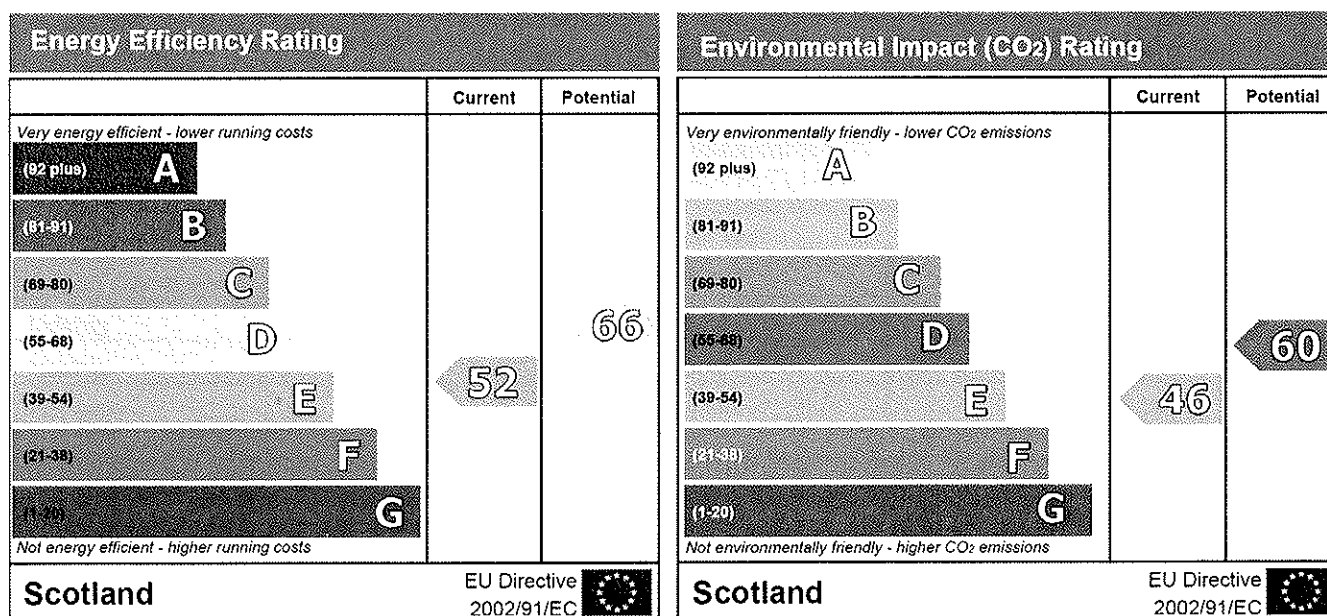 Energy Efficiency Rating
Current Potential
Very energy efficient - lower running costs
(92 plus) A
(81-91) B
(69-80) C
(55-68) D
(39-54) E
(21-38) F
(1-20) G
52
66
Not energy efficient - higher running costs
Scotland
EU Directive
2002/91/EC
Environmental Impact (CO₂) Rating
Current Potential
Very environmentally friendly - lower CO₂ emissions
(92 plus) A
(81-91) B
(69-80) C
(55-68) D
(39-54) E
(21-38) F
(1-20) G
46
60
Not environmentally friendly - higher CO₂ emissions
Scotland
EU Directive
2002/91/EC